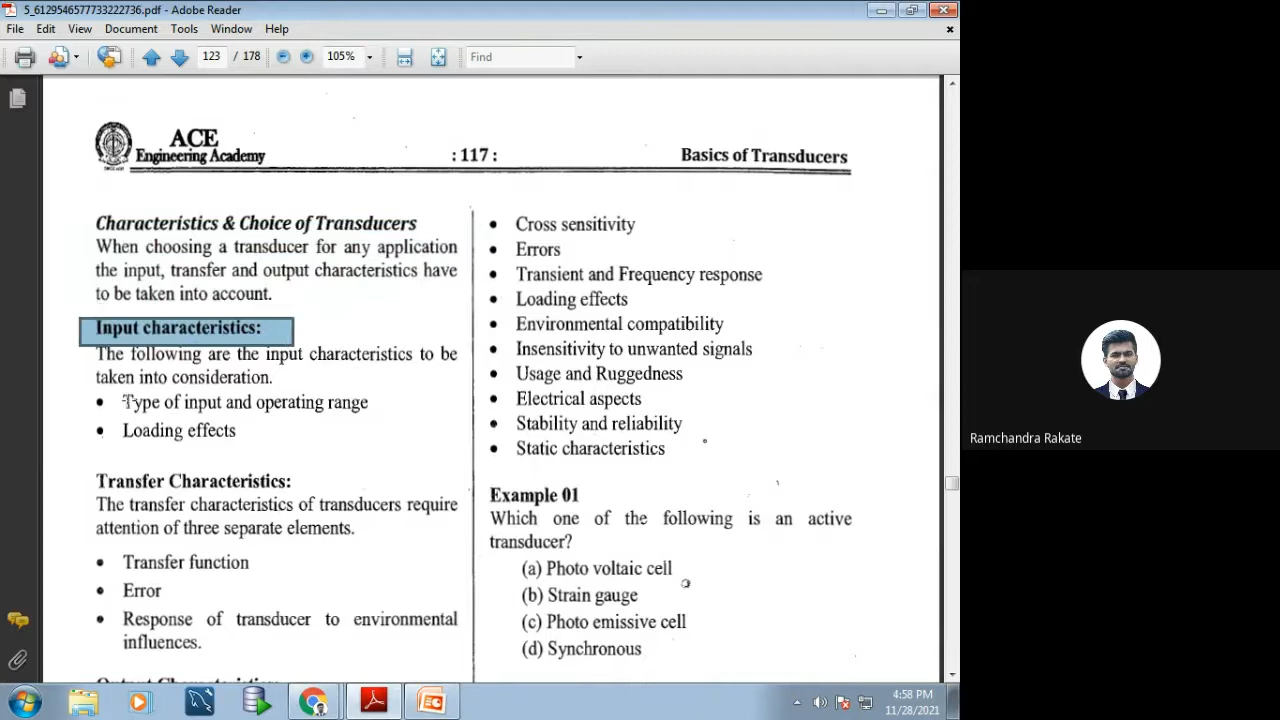 5_6129546577733222736.pdf - Adobe Reader
File Edit View Document Tools Window Help
123 / 178 105% Find
ACE
Engineering Academy
: 117 :
Basics of Transducers
Characteristics & Choice of Transducers
When choosing a transducer for any application
the input, transfer and output characteristics have
to be taken into account.
Input characteristics:
The following are the input characteristics to be
taken into consideration.
• Type of input and operating range
• Loading effects
Transfer Characteristics:
The transfer characteristics of transducers require
attention of three separate elements.
• Transfer function
• Error
• Response of transducer to environmental
influences.
• Cross sensitivity
• Errors
• Transient and Frequency response
• Loading effects
• Environmental compatibility
• Insensitivity to unwanted signals
• Usage and Ruggedness
• Electrical aspects
• Stability and reliability
• Static characteristics
Example 01
Which one of the following is an active
transducer?
(a) Photo voltaic cell
(b) Strain gauge
(c) Photo emissive cell
(d) Synchronous
Ramchandra Rakate
4:58 PM
11/28/2021